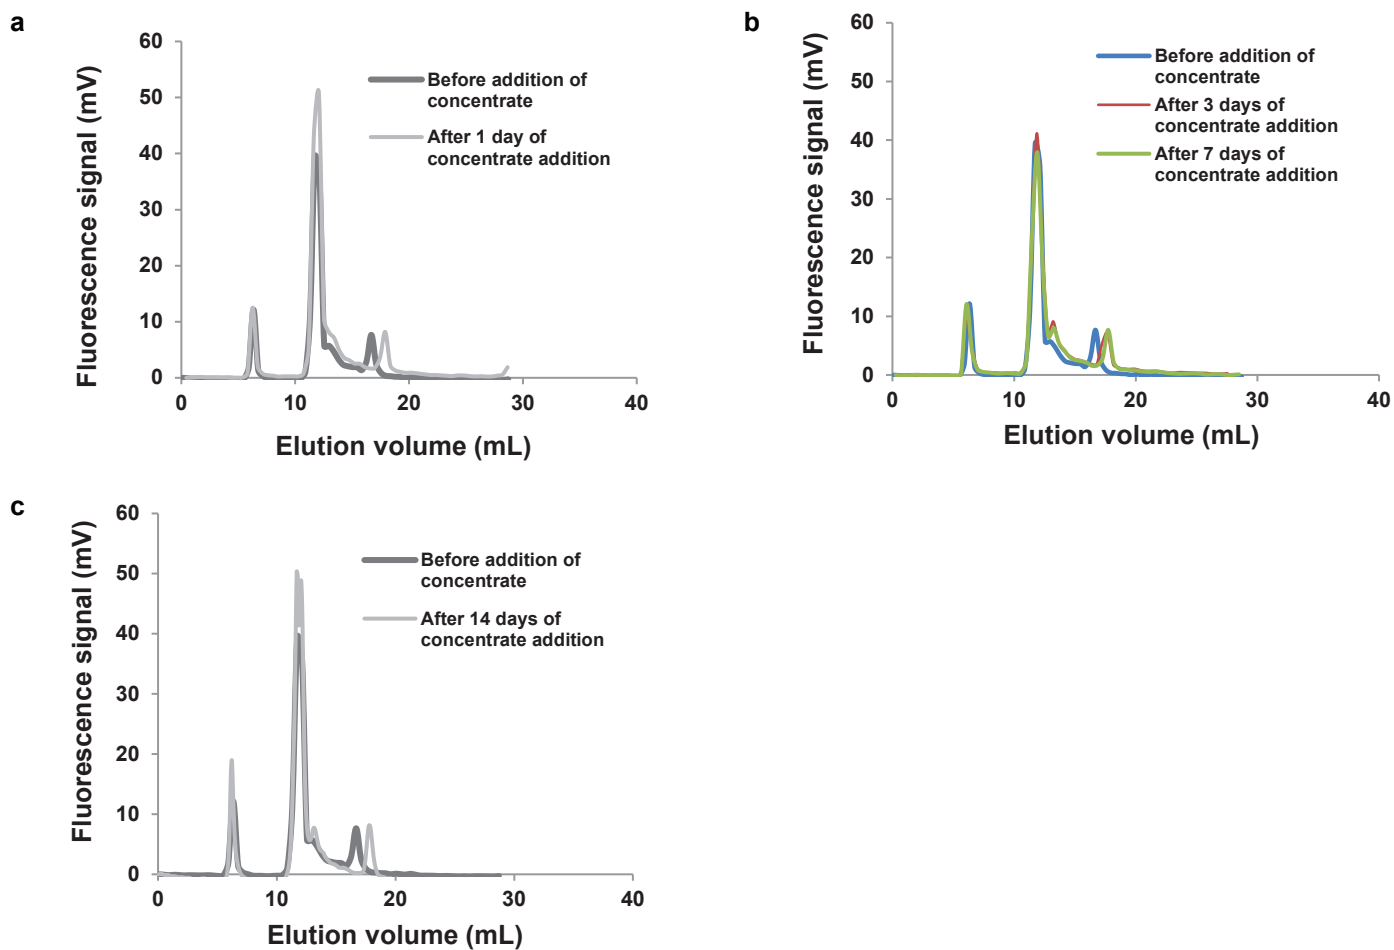 a
60
50
40
30
20
10
0
0
10
20
30
40
Fluorescence signal (mV)
Elution volume (mL)
Before addition of
concentrate
After 1 day of
concentrate addition
b
60
50
40
30
20
10
0
0
10
20
30
40
Fluorescence signal (mV)
Elution volume (mL)
Before addition of
concentrate
After 3 days of
concentrate addition
After 7 days of
concentrate addition
c
60
50
40
30
20
10
0
0
10
20
30
40
Fluorescence signal (mV)
Elution volume (mL)
Before addition of
concentrate
After 14 days of
concentrate addition